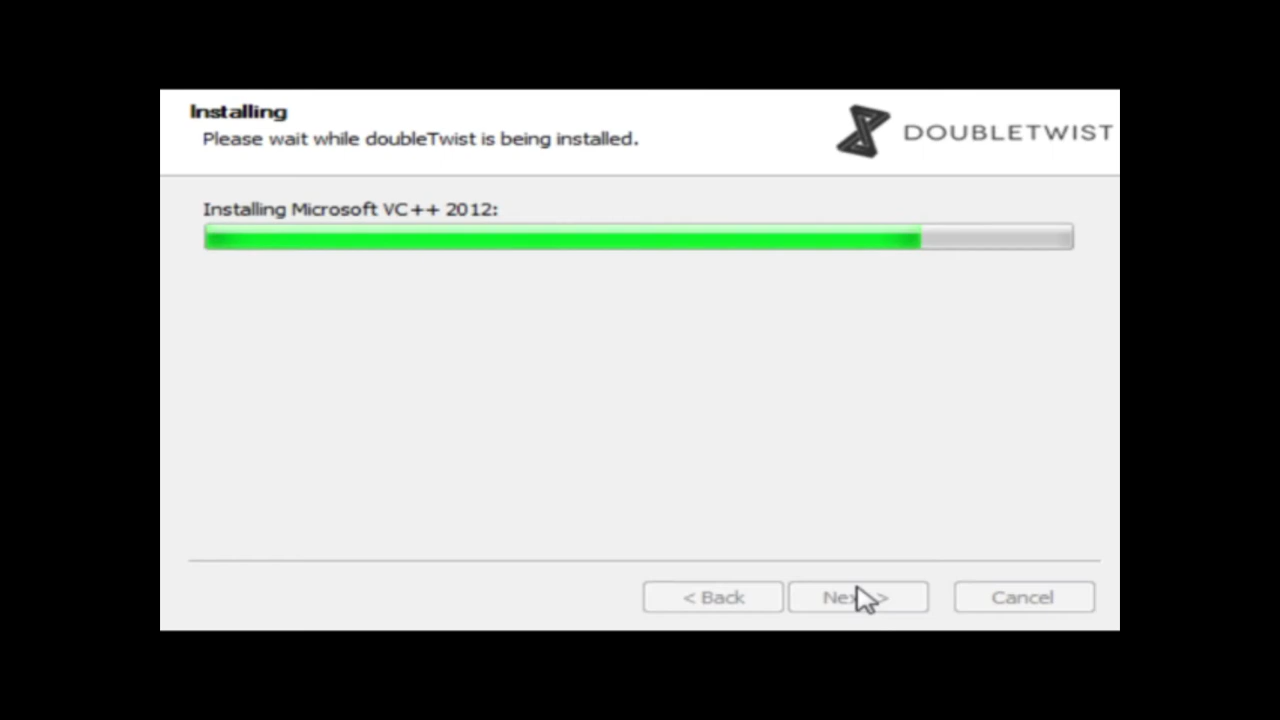 Installing
Please wait while doubleTwist is being installed.
DOUBLETWIST
Installing Microsoft VC++ 2012:
< Back
Cancel